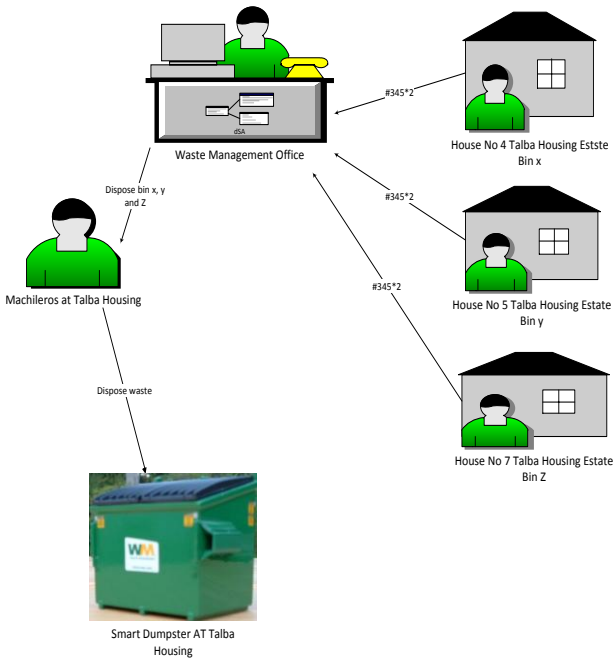 dSA
Waste Management Office
#345*2
House No 4 Talba Housing Estste
Bin x
#345*2
House No 5 Talba Housing Estate
Bin y
#345*2
House No 7 Talba Housing Estate
Bin Z
Dispose bin x, y
and Z
Machileros at Talba Housing
Dispose waste
WM
Smart Dumpster AT Talba
Housing